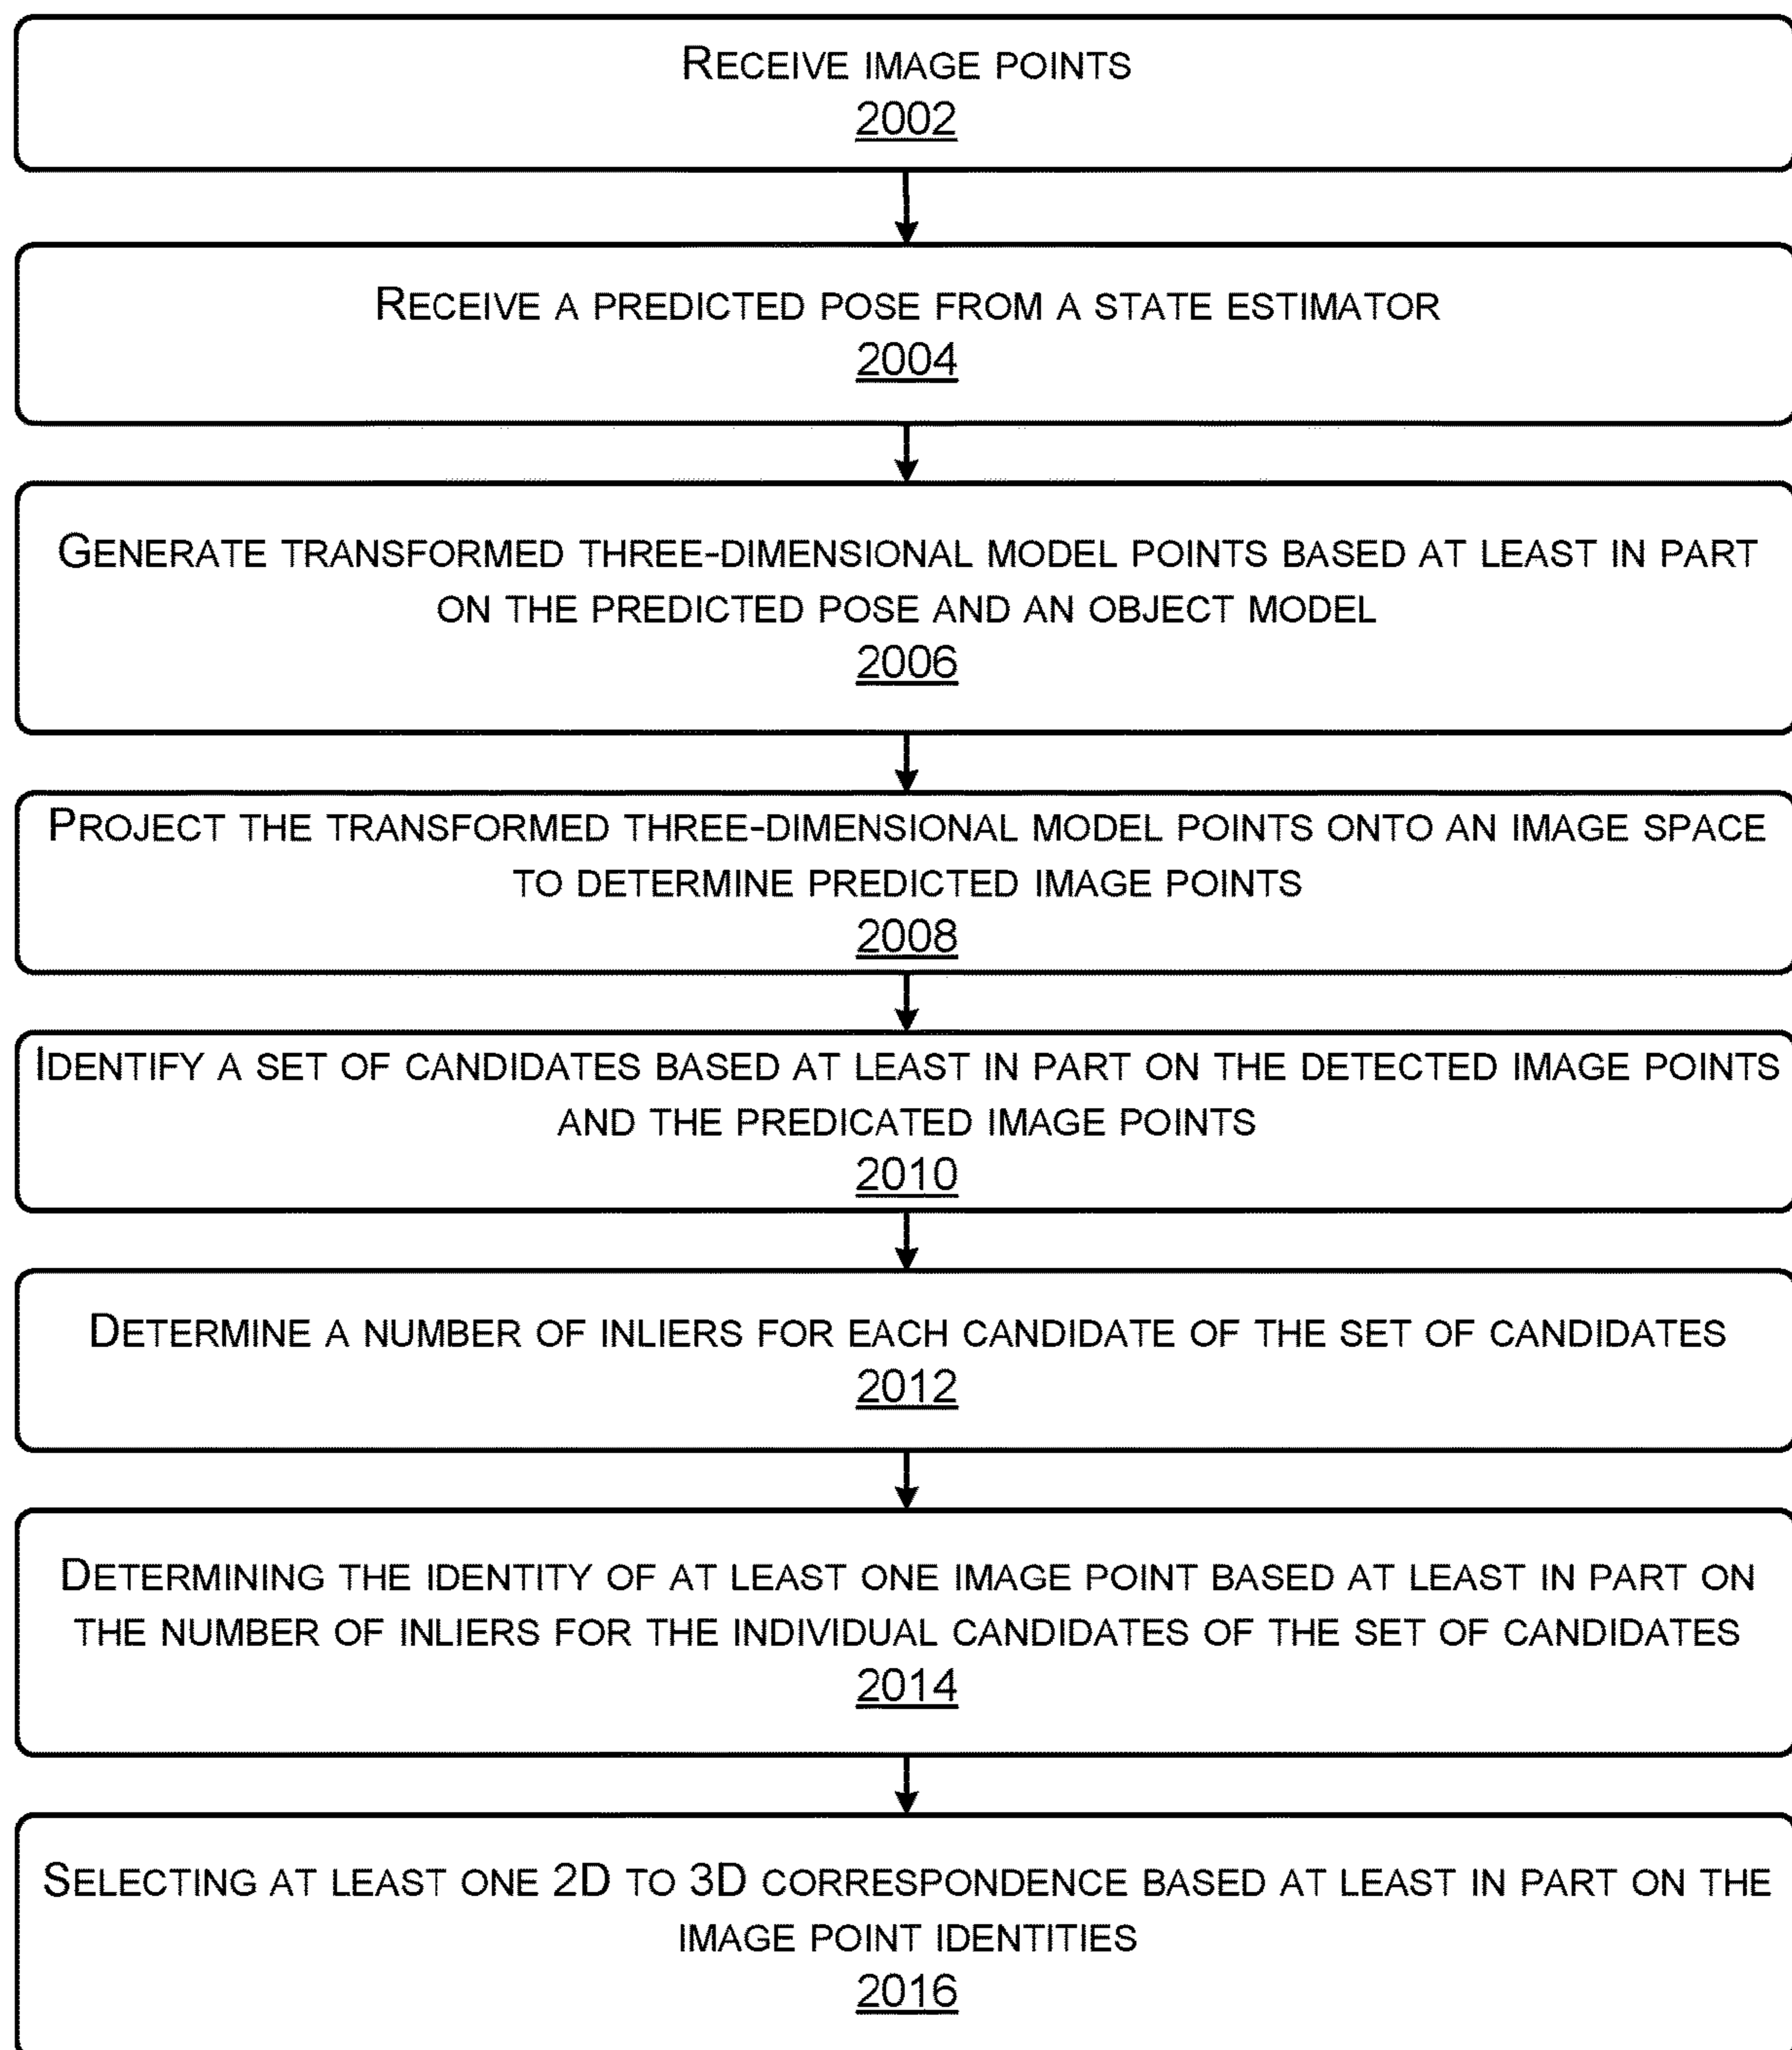 RECEIVE IMAGE POINTS
2002
RECEIVE A PREDICTED POSE FROM A STATE ESTIMATOR
2004
GENERATE TRANSFORMED THREE-DIMENSIONAL MODEL POINTS BASED AT LEAST IN PART
ON THE PREDICTED POSE AND AN OBJECT MODEL
2006
PROJECT THE TRANSFORMED THREE-DIMENSIONAL MODEL POINTS ONTO AN IMAGE SPACE
TO DETERMINE PREDICTED IMAGE POINTS
2008
IDENTIFY A SET OF CANDIDATES BASED AT LEAST IN PART ON THE DETECTED IMAGE POINTS
AND THE PREDICATED IMAGE POINTS
2010
DETERMINE A NUMBER OF INLIERS FOR EACH CANDIDATE OF THE SET OF CANDIDATES
2012
DETERMINING THE IDENTITY OF AT LEAST ONE IMAGE POINT BASED AT LEAST IN PART ON
THE NUMBER OF INLIERS FOR THE INDIVIDUAL CANDIDATES OF THE SET OF CANDIDATES
2014
SELECTING AT LEAST ONE 2D TO 3D CORRESPONDENCE BASED AT LEAST IN PART ON THE
IMAGE POINT IDENTITIES
2016